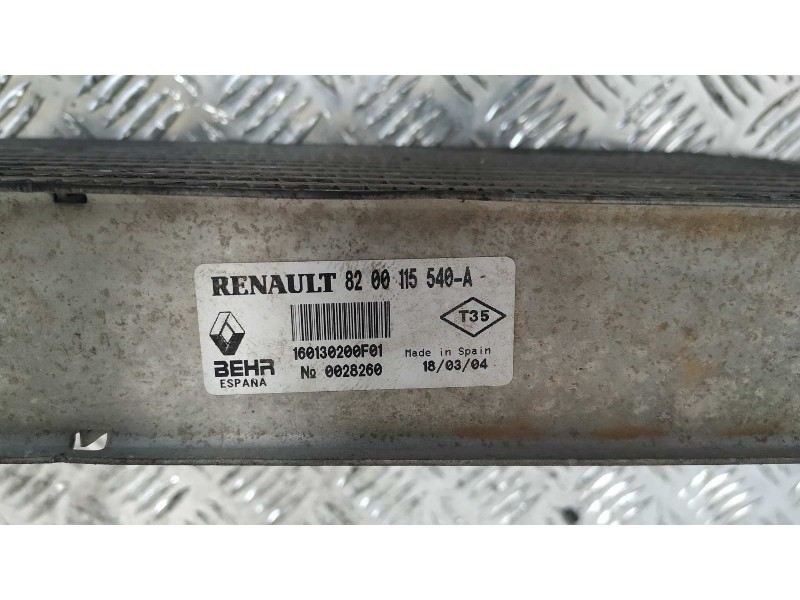 RENAULT 82 00 115 540-A
T35
160130200F01
BEHR
ESPAÑA
Nº 0028260
Made in Spain
18/03/04